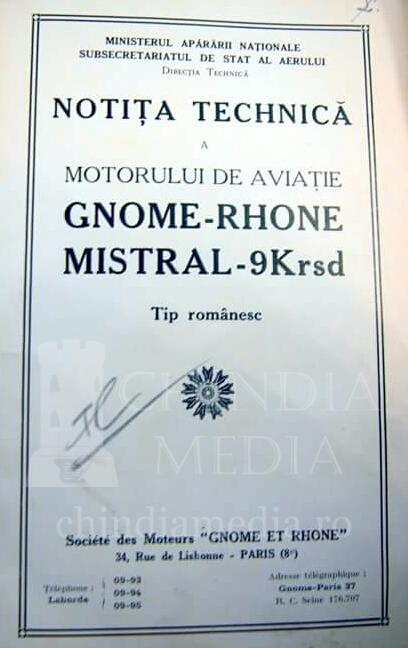 MINISTERUL APĂRĂRII NAȚIONALE
SUBSECRETARIATUL DE STAT AL AERULUI
DIRECȚIA TECHNICĂ
NOTIȚA TECHNICĂ
A
MOTORULUI DE AVIAȚIE
GNOME-RHONE
MISTRAL-9Krsd
Tip românesc
CHINDIA
MEDIA
chindiamedia.ro
Société des Moteurs "GNOME ET RHONE"
34, Rue de Lisbonne - PARIS (8e)
Téléphone :
Laborde
09-93
09-94
09-95
Adresse télégraphique :
Gnome-Paris 37
R. C. Seine 176.707